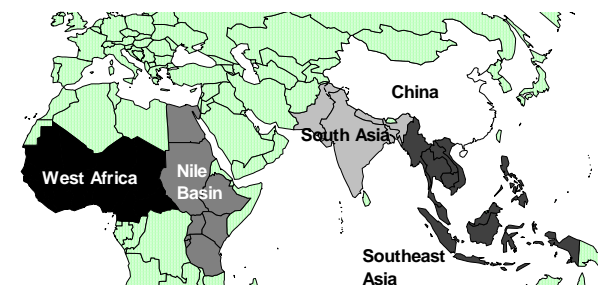 China
South Asia
West Africa
Nile
Basin
Southeast
Asia